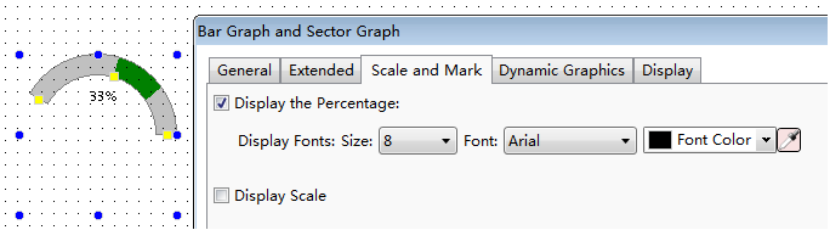 Bar Graph and Sector Graph
General Extended Scale and Mark Dynamic Graphics Display
33%
Display the Percentage:
Display Fonts: Size: 8 Font: Arial Font Color
Display Scale